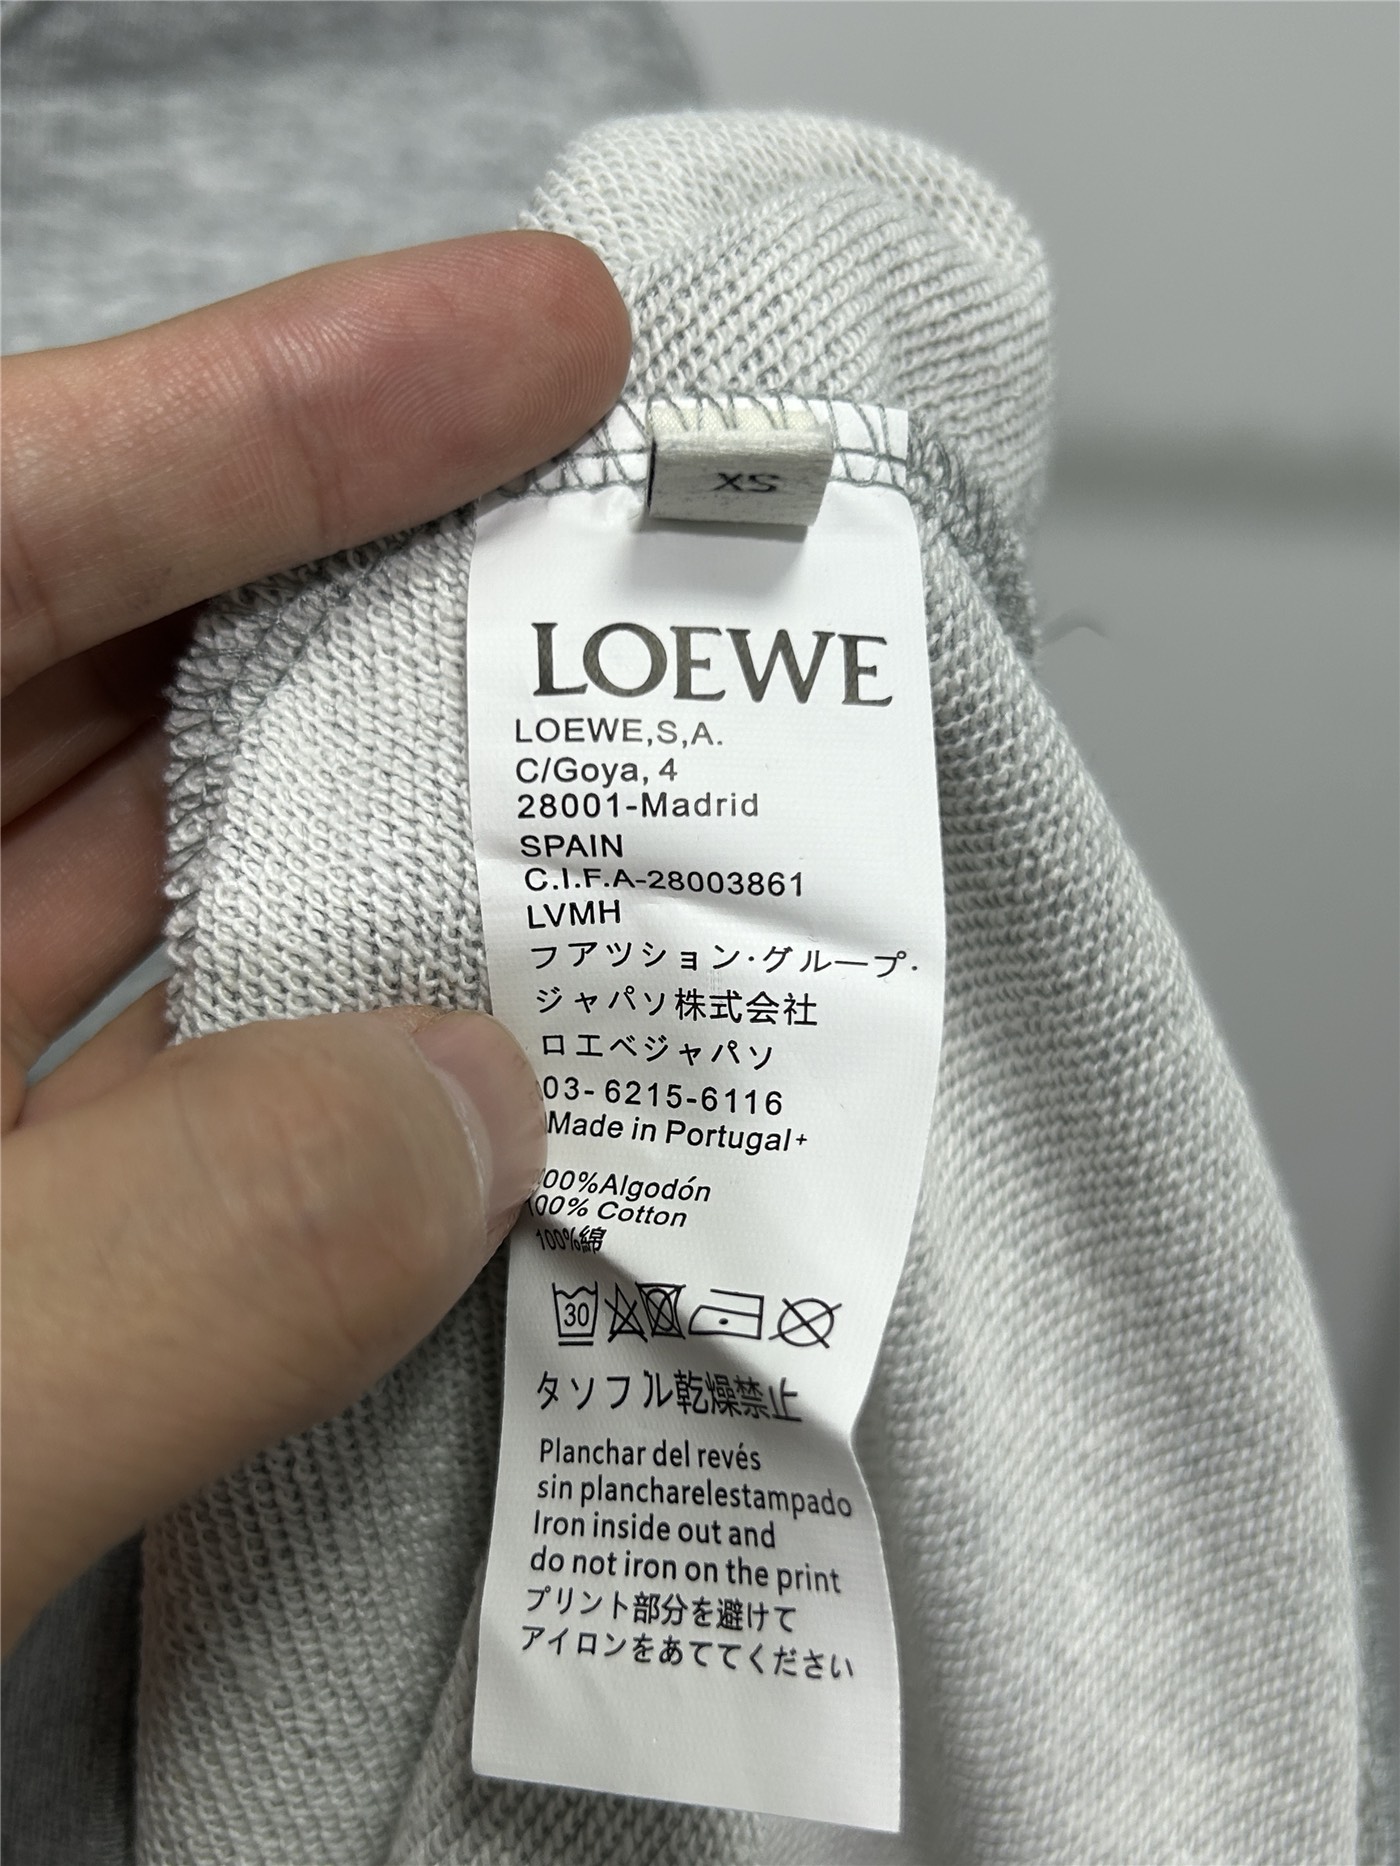 XS
LOEWE
LOEWE,S,A.
C/Goya, 4
28001-Madrid
SPAIN
C.I.F.A-28003861
LVMH
フアツション·グループ·
ジャパソ株式会社
ロエベジャパソ
03- 6215-6116
Made in Portugal+
100%Algodón
100% Cotton
100%綿
30
タソフル乾燥禁止
Planchar del revés
sin plancharelestampado
Iron inside out and
do not iron on the print
プリント部分を避けて
アイロンをあててください